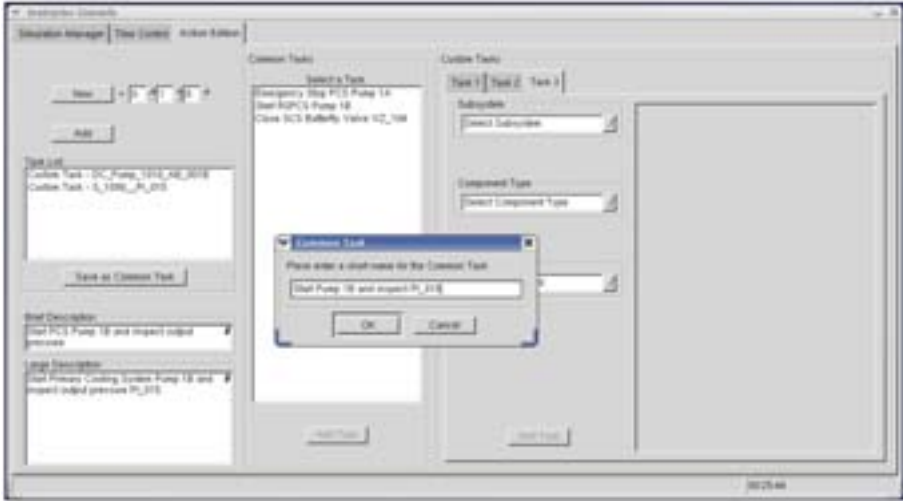 Instructor Console
Simulation Manager
Time Control
Action Edition
New
Add
Task List
Custom Task - DC_Pump_1010_AB_001B
Custom Task -
Save as Common Task
Brief Description
Start PCS Pump 1B and inspect output
pressure
Large Description
Start Primary Cooling System Pump 1B and
inspect output pressure PI_015
Common Tasks
Select a Task
Emergency Stop PCS Pump 1A
Start RGPCS Pump 1B
Close SCS Butterfly Valve VZ_
Add Task
Custom Tasks
Task 1
Task 2
Task 3
Subsystem
Select Subsystem
Component Type
Select Component Type
Add Task
Common Task
Please enter a short name for the Common Task
Start Pump 1B and inspect PI_015
OK
Cancel